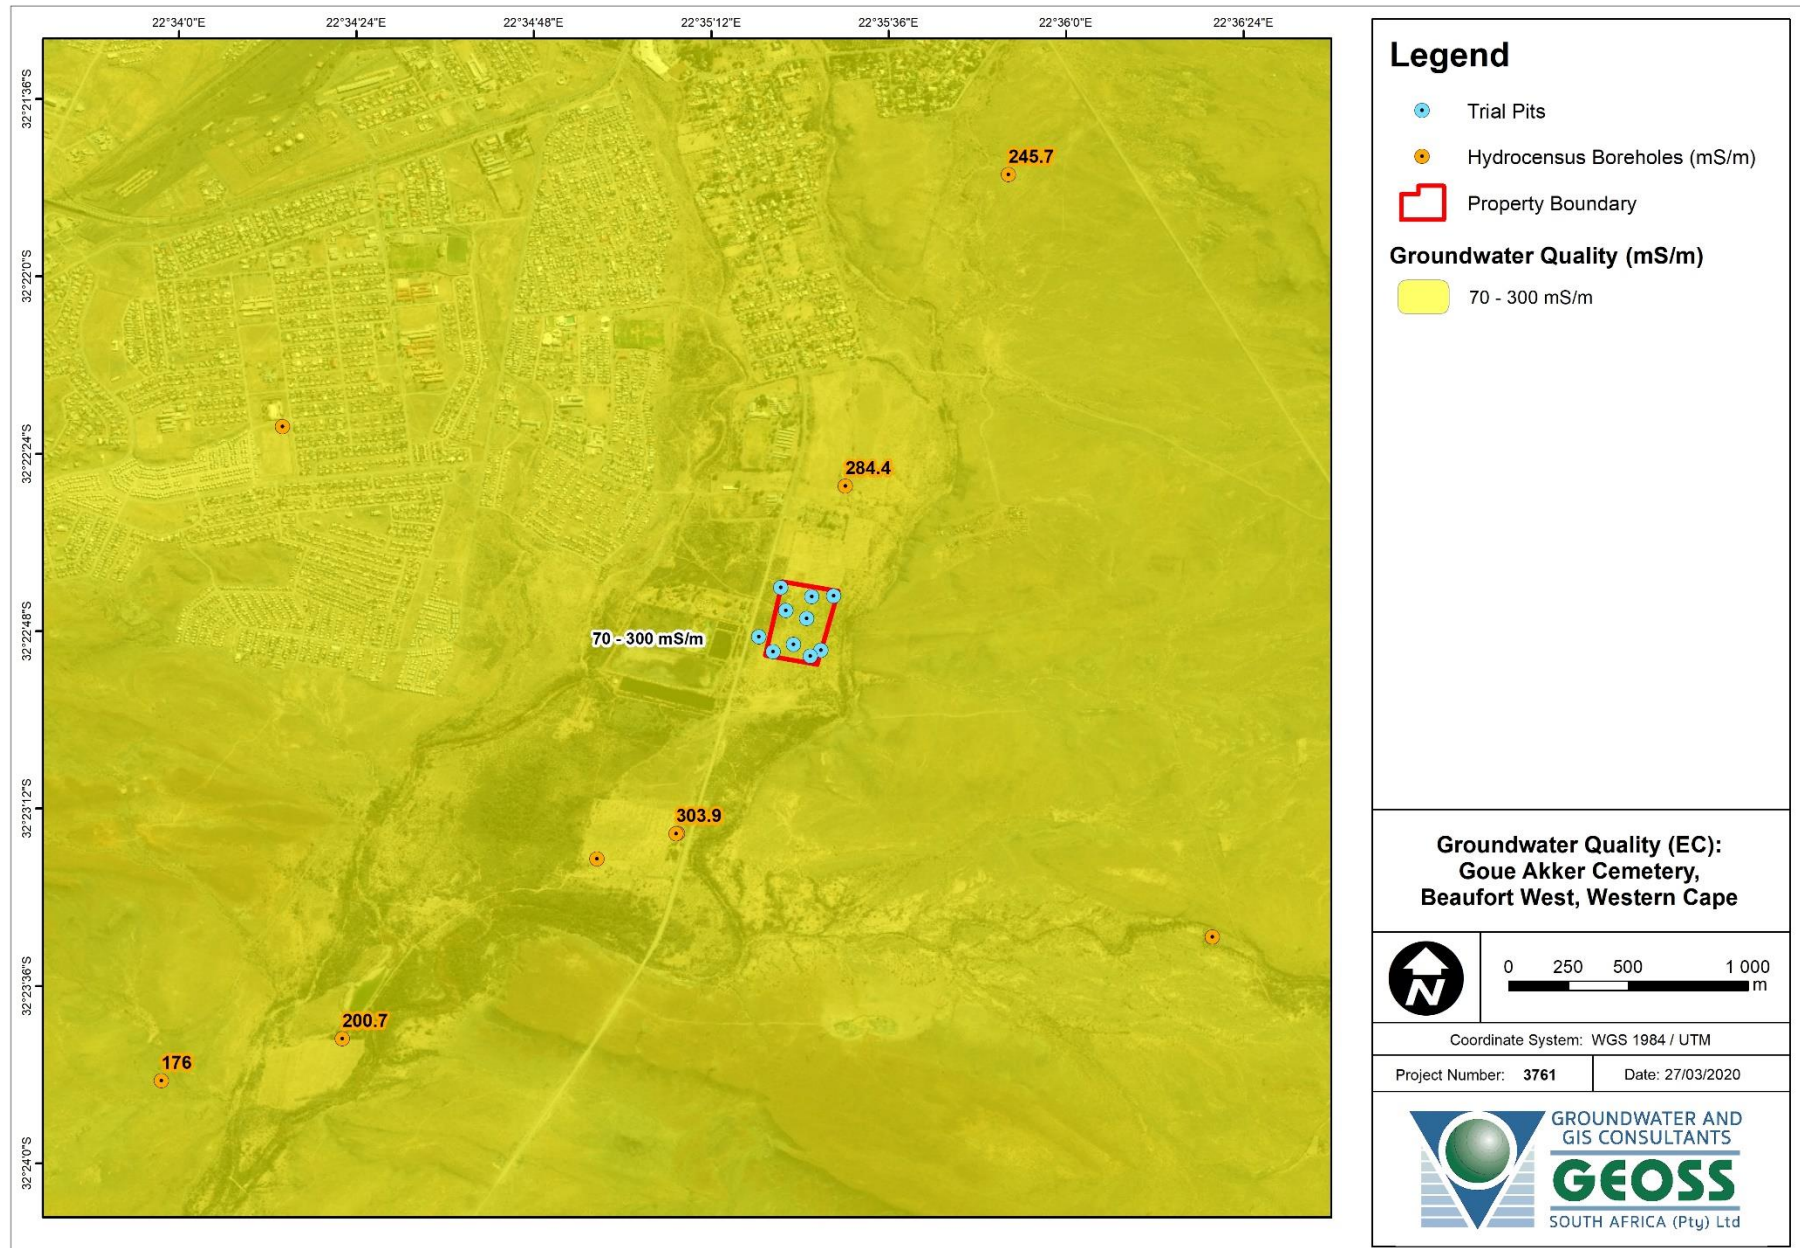 22°34'0"E
22°34'24"E
22°34'48"E
22°35'12"E
22°35'36"E
22°36'0"E
22°36'24"E
32°21'36"S
32°22'0"S
32°22'24"S
32°22'48"S
32°23'12"S
32°23'36"S
32°24'0"S
245.7
284.4
70 - 300 mS/m
303.9
200.7
176
Legend
Trial Pits
Hydrocensus Boreholes (mS/m)
Property Boundary
Groundwater Quality (mS/m)
70 - 300 mS/m
Groundwater Quality (EC):
Goue Akker Cemetery,
Beaufort West, Western Cape
N
0 250 500 1 000
m
Coordinate System: WGS 1984 / UTM
Project Number: 3761
Date: 27/03/2020
GROUNDWATER AND
GIS CONSULTANTS
GEOSS
SOUTH AFRICA (Pty) Ltd